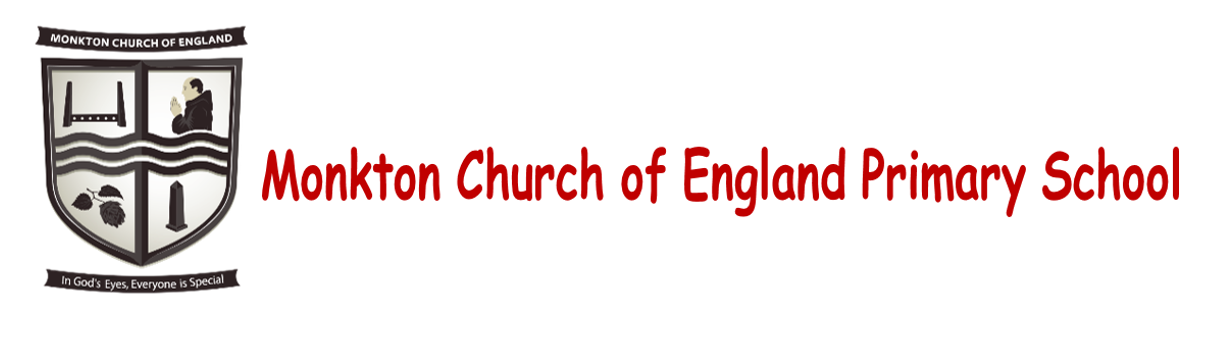 MONKTON CHURCH OF ENGLAND
Monkton Church of England Primary School
In God's Eyes, Everyone is Special